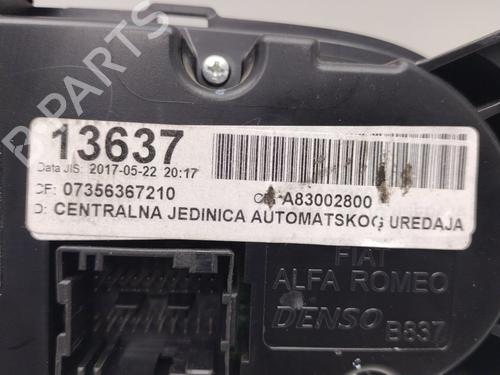 B PARTS
13637
Data JIS: 2017-05-22 20:17
CF: 07356367210
A83002800
D: CENTRALNA JEDINICA AUTOMATSKOG UREDAJA
FIAT
ALFA ROMEO
DENSO
B837